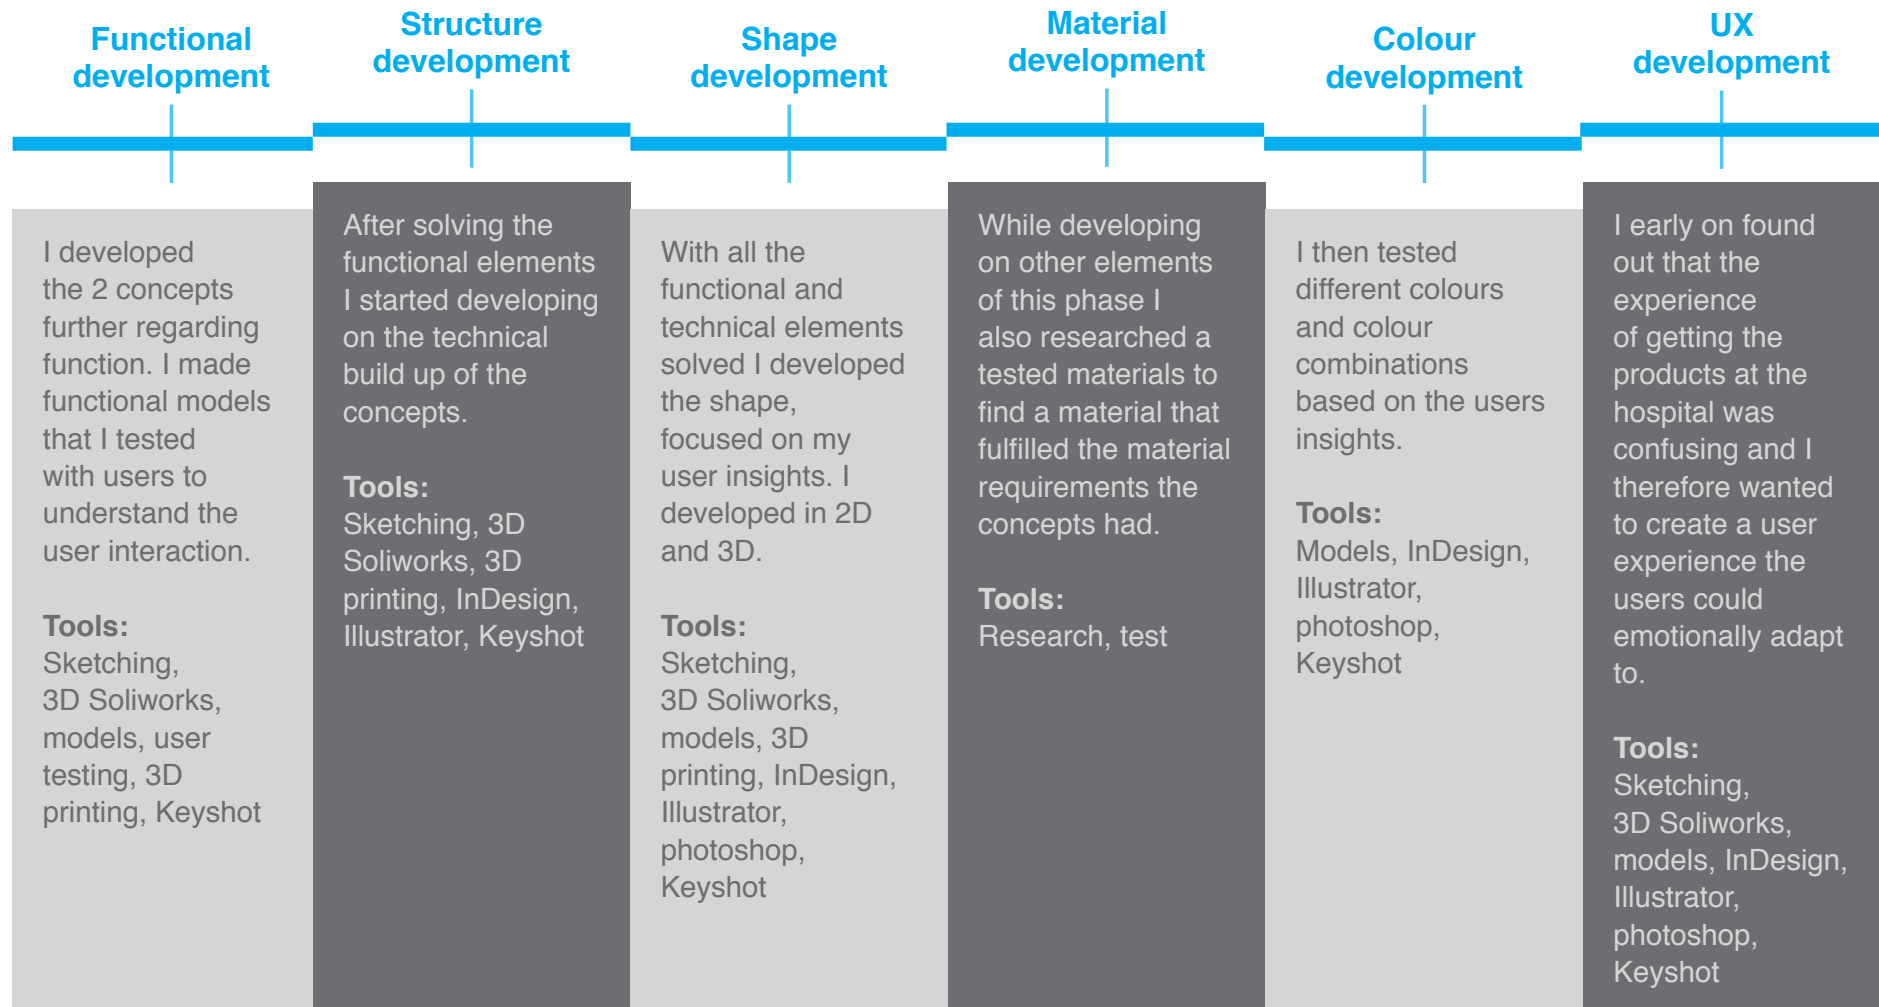 Functional
development
I developed
the 2 concepts
further regarding
function. I made
functional models
that I tested
with users to
understand the
user interaction.
Tools:
Sketching,
3D Soliworks,
models, user
testing, 3D
printing, Keyshot
Structure
development
After solving the
functional elements
I started developing
on the technical
build up of the
concepts.
Tools:
Sketching, 3D
Soliworks, 3D
printing, InDesign,
Illustrator, Keyshot
Shape
development
With all the
functional and
technical elements
solved I developed
the shape,
focused on my
user insights. I
developed in 2D
and 3D.
Tools:
Sketching,
3D Soliworks,
models, 3D
printing, InDesign,
Illustrator,
photoshop,
Keyshot
Material
development
While developing
on other elements
of this phase I
also researched a
tested materials to
find a material that
fulfilled the material
requirements the
concepts had.
Tools:
Research, test
Colour
development
I then tested
different colours
and colour
combinations
based on the users
insights.
Tools:
Models, InDesign,
Illustrator,
photoshop,
Keyshot
UX
development
I early on found
out that the
experience
of getting the
products at the
hospital was
confusing and I
therefore wanted
to create a user
experience the
users could
emotionally adapt
to.
Tools:
Sketching,
3D Soliworks,
models, InDesign,
Illustrator,
photoshop,
Keyshot